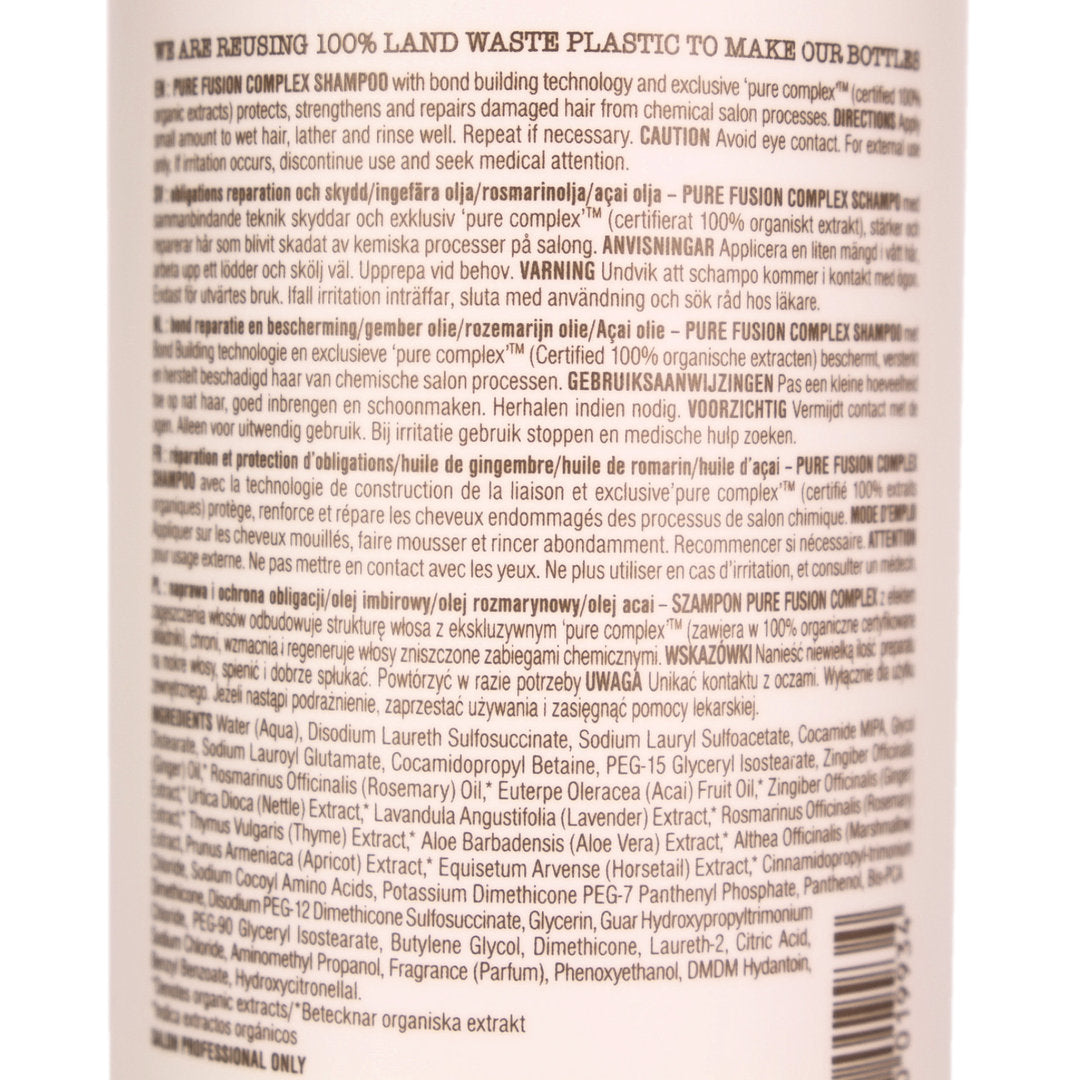 WE ARE REUSING 100% LAND WASTE PLASTIC TO MAKE OUR BOTTLES
EN : PURE FUSION COMPLEX SHAMPOO with bond building technology and exclusive 'pure complex'™ (certified 100%
organic extracts) protects, strengthens and repairs damaged hair from chemical salon processes. DIRECTIONS Apply
small amount to wet hair, lather and rinse well. Repeat if necessary. CAUTION Avoid eye contact. For external use
only. If irritation occurs, discontinue use and seek medical attention.
SV : obligations reparation och skydd/ingefära olja/rosmarinolja/açai olja – PURE FUSION COMPLEX SCHAMPO med
sammanbindande teknik skyddar och exklusiv 'pure complex'™ (certifierat 100% organiskt extrakt), stärker och
reparerar hår som blivit skadat av kemiska processer på salong. ANVISNINGAR Applicera en liten mängd i vått hår,
arbeta upp ett lödder och skölj väl. Upprepa vid behov. VARNING Undvik att schampo kommer i kontakt med ögon.
Endast för utvärtes bruk. Ifall irritation inträffar, sluta med användning och sök råd hos läkare.
NL : bond reparatie en bescherming/gember olie/rozemarijn olie/Açai olie – PURE FUSION COMPLEX SHAMPOO met
Bond Building technologie en exclusieve 'pure complex'™ (Certified 100% organische extracten) beschermt, versterkt
en herstelt beschadigd haar van chemische salon processen. GEBRUIKSAANWIJZINGEN Pas een kleine hoeveelheid
toe op nat haar, goed inbrengen en schoonmaken. Herhalen indien nodig. VOORZICHTIG Vermijdt contact met de
ogen. Alleen voor uitwendig gebruik. Bij irritatie gebruik stoppen en medische hulp zoeken.
FR : réparation et protection d'obligations/huile de gingembre/huile de romarin/huile d'açai – PURE FUSION COMPLEX
SHAMPOO avec la technologie de construction de la liaison et exclusive'pure complex'™ (certifié 100% extraits
organiques) protège, renforce et répare les cheveux endommagés des processus de salon chimique. MODE D'EMPLOI
Appliquer sur les cheveux mouillés, faire mousser et rincer abondamment. Recommencer si nécessaire. ATTENTION
pour usage externe. Ne pas mettre en contact avec les yeux. Ne plus utiliser en cas d'irritation, et consulter un médecin.
PL : naprawa i ochrona obligacji/olej imbirowy/olej rozmarynowy/olej acai – SZAMPON PURE FUSION COMPLEX z efektem
zagęszczenia włosów odbudowuje strukturę włosa z ekskluzywnym 'pure complex'™ (zawiera w 100% organiczne certyfikowane
składniki), chroni, wzmacnia i regeneruje włosy zniszczone zabiegami chemicznymi. WSKAZÓWKI Nanieść niewielką ilość preparatu
na mokre włosy, spienić i dobrze spłukać. Powtórzyć w razie potrzeby UWAGA Unikać kontaktu z oczami. Wyłącznie do użytku
zewnętrznego. Jeżeli nastąpi podrażnienie, zaprzestać używania i zasięgnąć pomocy lekarskiej.
INGREDIENTS Water (Aqua), Disodium Laureth Sulfosuccinate, Sodium Lauryl Sulfoacetate, Cocamide MIPA, Glycol
Distearate, Sodium Lauroyl Glutamate, Cocamidopropyl Betaine, PEG-15 Glyceryl Isostearate, Zingiber Officinalis
(Ginger) Oil,* Rosmarinus Officinalis (Rosemary) Oil,* Euterpe Oleracea (Acai) Fruit Oil,* Zingiber Officinalis (Ginger)
Extract,* Urtica Dioca (Nettle) Extract,* Lavandula Angustifolia (Lavender) Extract,* Rosmarinus Officinalis (Rosemary)
Extract,* Thymus Vulgaris (Thyme) Extract,* Aloe Barbadensis (Aloe Vera) Extract,* Althea Officinalis (Marshmallow)
Extract, Prunus Armeniaca (Apricot) Extract,* Equisetum Arvense (Horsetail) Extract,* Cinnamidopropyl-trimonium
Chloride, Sodium Cocoyl Amino Acids, Potassium Dimethicone PEG-7 Panthenyl Phosphate, Panthenol, Bis-PCA
Dimethicone, Disodium PEG-12 Dimethicone Sulfosuccinate, Glycerin, Guar Hydroxypropyltrimonium
Chloride, PEG-90 Glyceryl Isostearate, Butylene Glycol, Dimethicone, Laureth-2, Citric Acid,
Sodium Chloride, Aminomethyl Propanol, Fragrance (Parfum), Phenoxyethanol, DMDM Hydantoin,
Benzyl Benzoate, Hydroxycitronellal.
*Denotes organic extracts/*Betecknar organiska extrakt
*Indica extractos orgánicos
SALON PROFESSIONAL ONLY